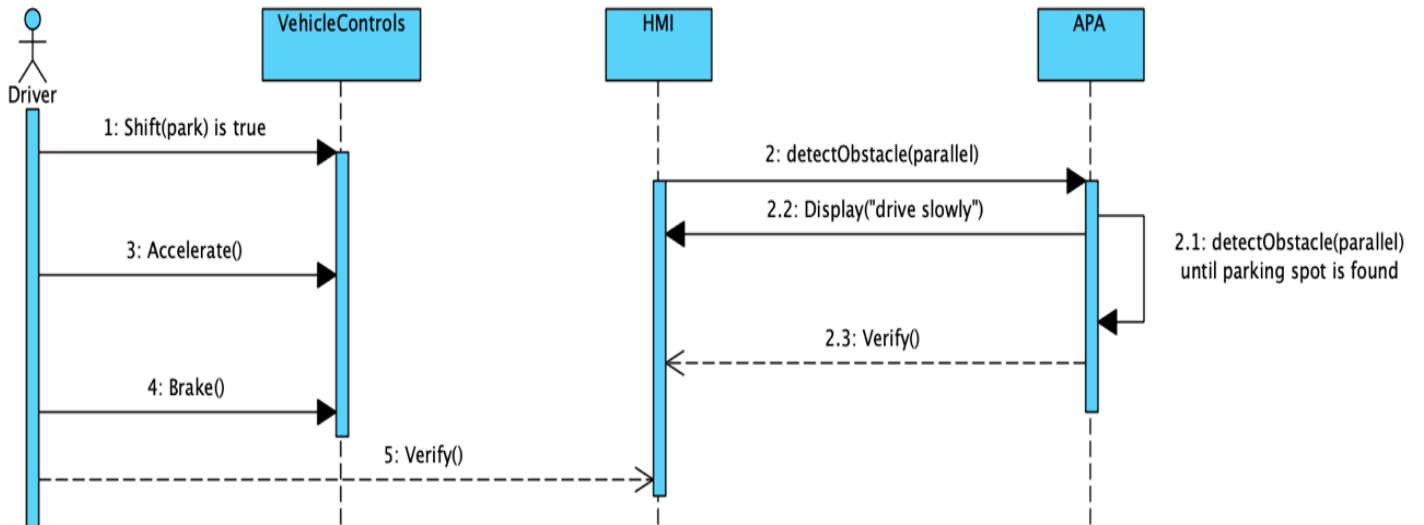 VehicleControls
HMI
APA
Driver
1: Shift(park) is true
2: detectObstacle(parallel)
2.2: Display("drive slowly")
2.1: detectObstacle(parallel)
until parking spot is found
3: Accelerate()
2.3: Verify()
4: Brake()
5: Verify()